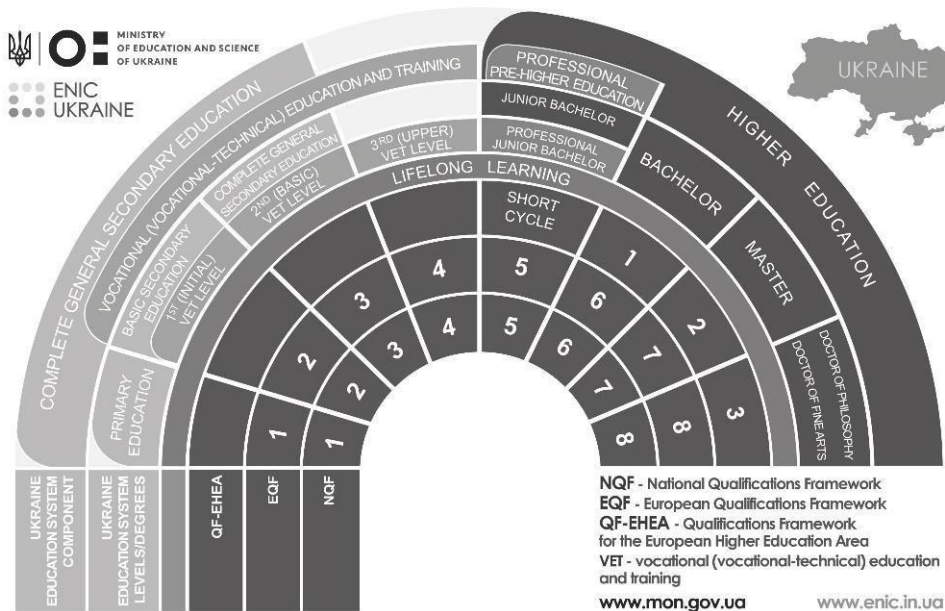 MINISTRY
OF EDUCATION AND SCIENCE
OF UKRAINE
ENIC
UKRAINE
UKRAINE
COMPLETE GENERAL SECONDARY EDUCATION
VOCATIONAL (VOCATIONAL-TECHNICAL) EDUCATION AND TRAINING
PROFESSIONAL
PRE-HIGHER EDUCATION
HIGHER EDUCATION
PRIMARY
EDUCATION
BASIC SECONDARY
EDUCATION
1ST (INITIAL)
VET LEVEL
COMPLETE GENERAL
SECONDARY EDUCATION
2ND (BASIC)
VET LEVEL
3RD (UPPER)
VET LEVEL
JUNIOR BACHELOR
PROFESSIONAL
JUNIOR BACHELOR
BACHELOR
MASTER
DOCTOR OF PHILOSOPHY
DOCTOR OF FINE ARTS
LIFELONG LEARNING
SHORT
CYCLE
1
2
3
1
2
3
4
5
6
7
8
1
2
3
4
5
6
7
8
UKRAINE
EDUCATION SYSTEM
COMPONENT
UKRAINE
EDUCATION SYSTEM
LEVELS/DEGREES
QF-EHEA
EQF
NQF
NQF - National Qualifications Framework
EQF - European Qualifications Framework
QF-EHEA - Qualifications Framework
for the European Higher Education Area
VET - vocational (vocational-technical) education
and training
www.mon.gov.ua www.enic.in.ua